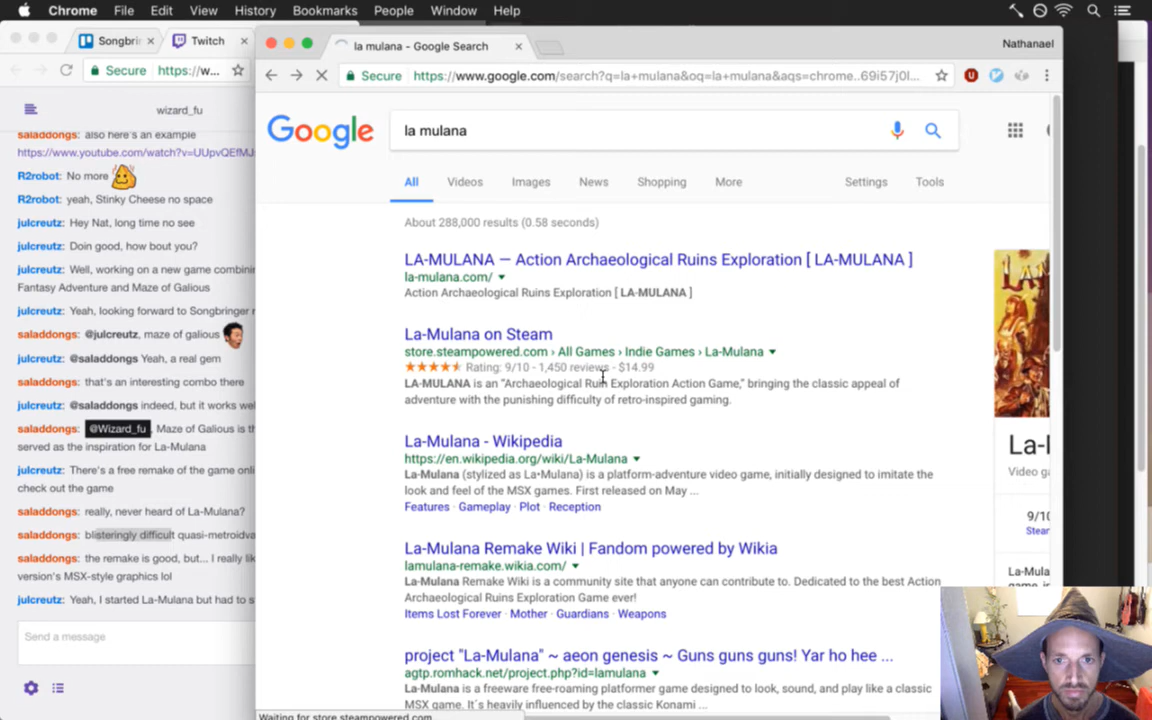 Chrome File Edit View History Bookmarks People Window Help
Songbri
Twitch
la mulana - Google Search
Nathanael
Secure https://w...
Secure https://www.google.com/search?q=la+mulana&oq=la+mulana&aqs=chrome..69i57j0l...
wizard_fu
saladdongs: also here's an example
https://www.youtube.com/watch?v=UUpvQEfMJ
R2robot: No more
R2robot: yeah, Stinky Cheese no space
julcreutz: Hey Nat, long time no see
julcreutz: Doin good, how bout you?
julcreutz: Well, working on a new game combini
Fantasy Adventure and Maze of Galious
julcreutz: Yeah, looking forward to Songbringer
saladdongs: @julcreutz, maze of galious
julcreutz: @saladdongs Yeah, a real gem
saladdongs: that's an interesting combo there
julcreutz: @saladdongs indeed, but it works wel
saladdongs: @Wizard_fu, Maze of Galious is th
served as the inspiration for La-Mulana
julcreutz: There's a free remake of the game onli
check out the game
saladdongs: really, never heard of La-Mulana?
saladdongs: blisteringly difficult quasi-metroidva
saladdongs: the remake is good, but... I really lik
version's MSX-style graphics lol
julcreutz: Yeah, I started La-Mulana but had to s
Send a message
Google
la mulana
All Videos Images News Shopping More Settings Tools
About 288,000 results (0.58 seconds)
LA-MULANA — Action Archaeological Ruins Exploration [ LA-MULANA ]
la-mulana.com/
Action Archaeological Ruins Exploration [ LA-MULANA ]
La-Mulana on Steam
store.steampowered.com › All Games › Indie Games › La-Mulana
Rating: 9/10 - 1,450 reviews - $14.99
LA-MULANA is an "Archaeological Ruin Exploration Action Game," bringing the classic appeal of
adventure with the punishing difficulty of retro-inspired gaming.
La-Mulana - Wikipedia
https://en.wikipedia.org/wiki/La-Mulana
La-Mulana (stylized as La•Mulana) is a platform-adventure video game, initially designed to imitate the
look and feel of the MSX games. First released on May ...
Features · Gameplay · Plot · Reception
La-Mulana Remake Wiki | Fandom powered by Wikia
lamulana-remake.wikia.com/
La-Mulana Remake Wiki is a community site that anyone can contribute to. Dedicated to the best Action
Archaeological Ruins Exploration Game ever!
Items Lost Forever · Mother · Guardians · Weapons
project "La-Mulana" ~ aeon genesis ~ Guns guns guns! Yar ho hee ...
agtp.romhack.net/project.php?id=lamulana
La-Mulana is a freeware free-roaming platformer game designed to look, sound, and play like a classic
MSX game. It's heavily influenced by the classic Konami ...
La-
Video ga
9/10
Stear
La-Mu
Waiting for store.steampowered.com